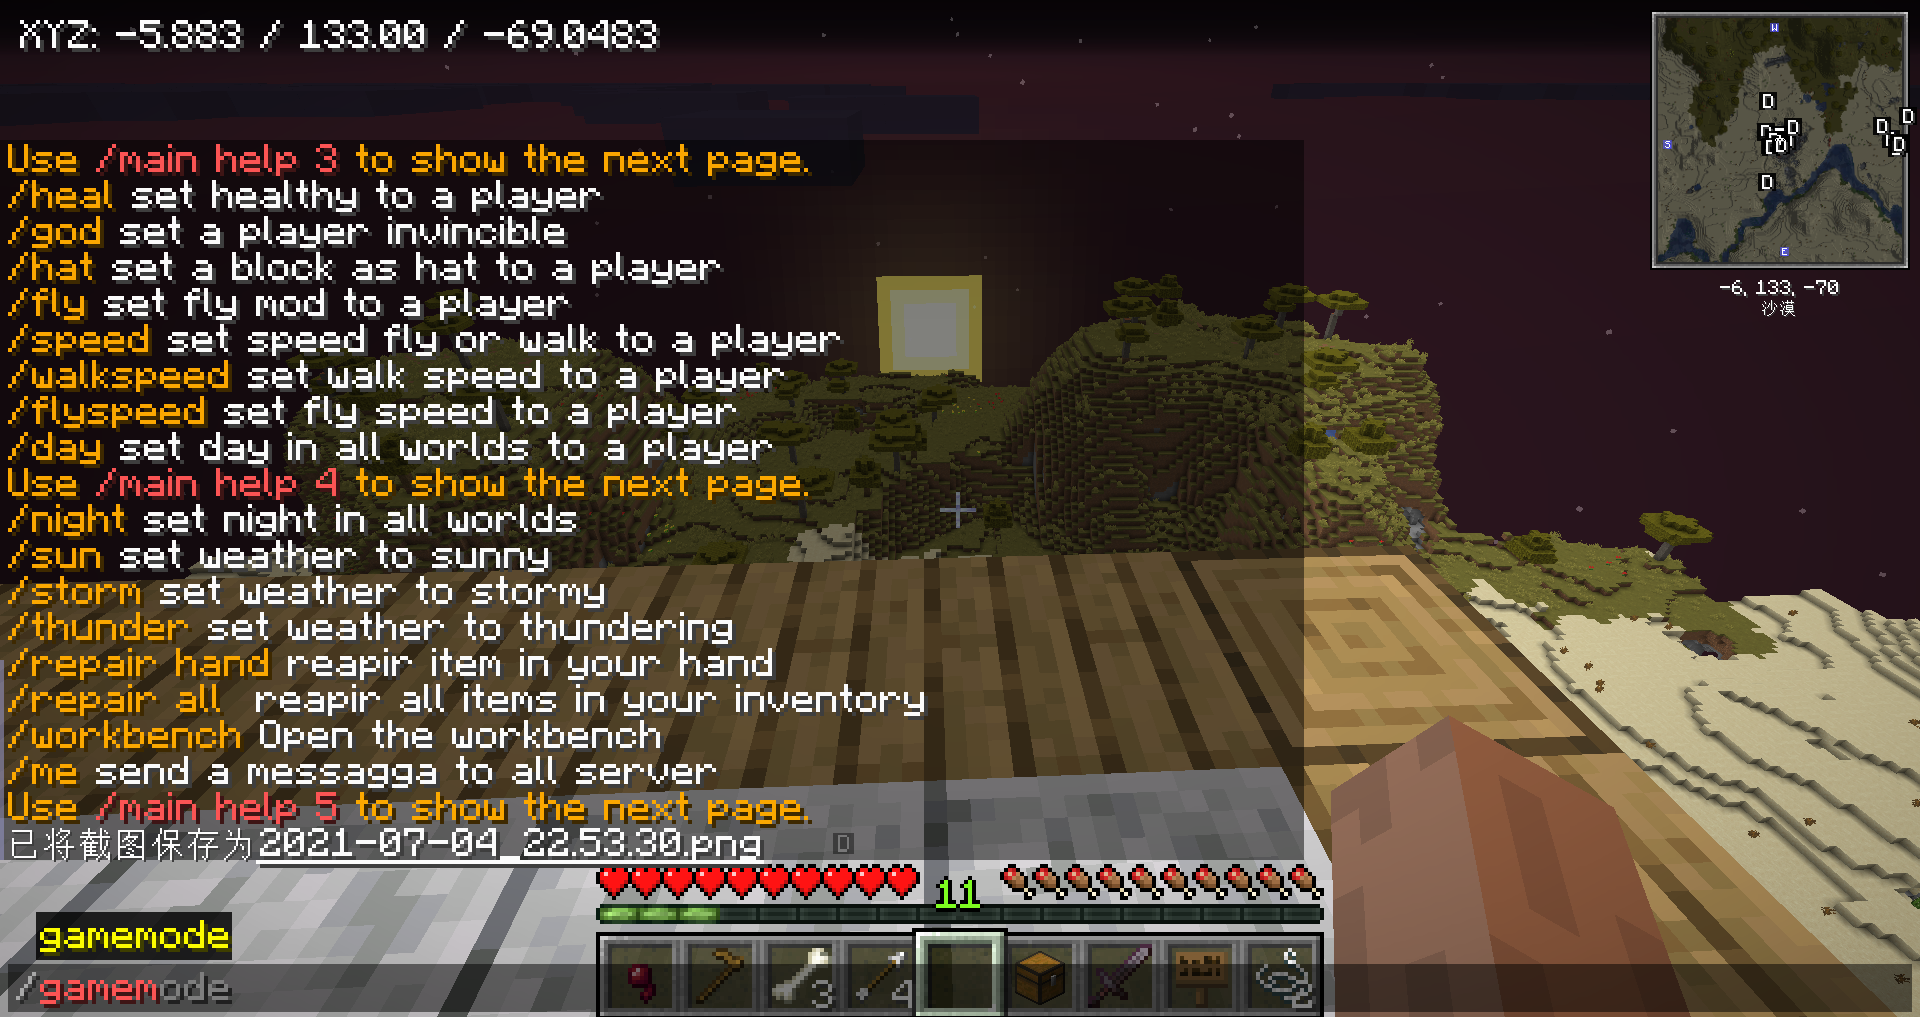 XYZ: -5.883 / 133.00 / -69.0483
W
D
D
D
D
D
D
D
S
D
E
-6, 133, -70
沙漠
Use /main help 3 to show the next page.
/heal set healthy to a player
/god set a player invincible
/hat set a block as hat to a player
/fly set fly mod to a player
/speed set speed fly or walk to a player
/walkspeed set walk speed to a player
/flyspeed set fly speed to a player
/day set day in all worlds to a player
Use /main help 4 to show the next page.
/night set night in all worlds
/sun set weather to sunny
/storm set weather to stormy
/thunder set weather to thundering
/repair hand reapir item in your hand
/repair all reapir all items in your inventory
/workbench Open the workbench
/me send a messagga to all server
Use /main help 5 to show the next page.
已将截图保存为2021-07-04_22.53.30.png
D
11
gamemode
/gamemode
3
4
2